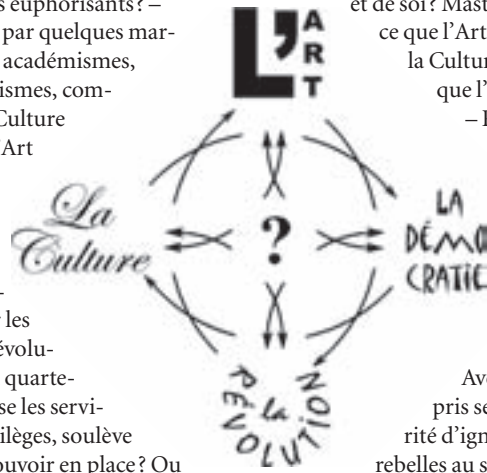 s euphorisants ? –
par quelques mar-
académismes,
ismes, com-
Culture
Art
-
les
évolu-
quarte-
se les servi-
ilèges, soulève
ouvoir en place ? Ou
L'ART
La
Culture
?
LA
DÉMO
CRATIE
la
RÉVOLUTION
et de soi ? Mast
ce que l'Art
la Cultur
que l'
–
Av
pris se
rité d'ign
rebelles au s